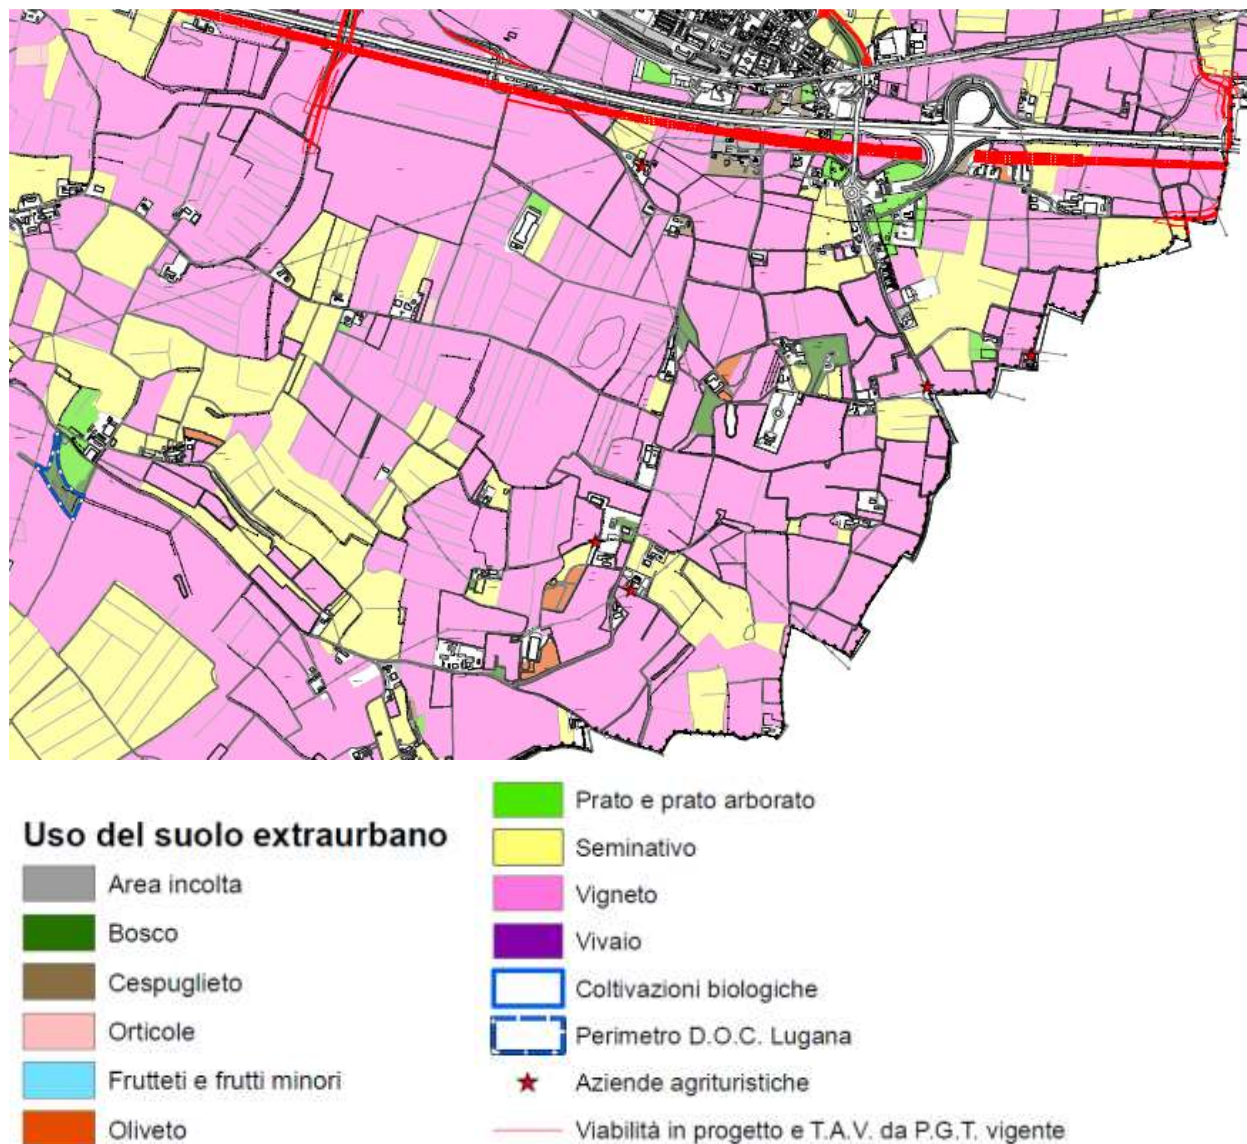 Uso del suolo extraurbano
Area incolta
Bosco
Cespuglieto
Orticole
Frutteti e frutti minori
Oliveto
Prato e prato arborato
Seminativo
Vigneto
Vivaio
Coltivazioni biologiche
Perimetro D.O.C. Lugana
Aziende agrituristiche
Viabilità in progetto e T.A.V. da P.G.T. vigente